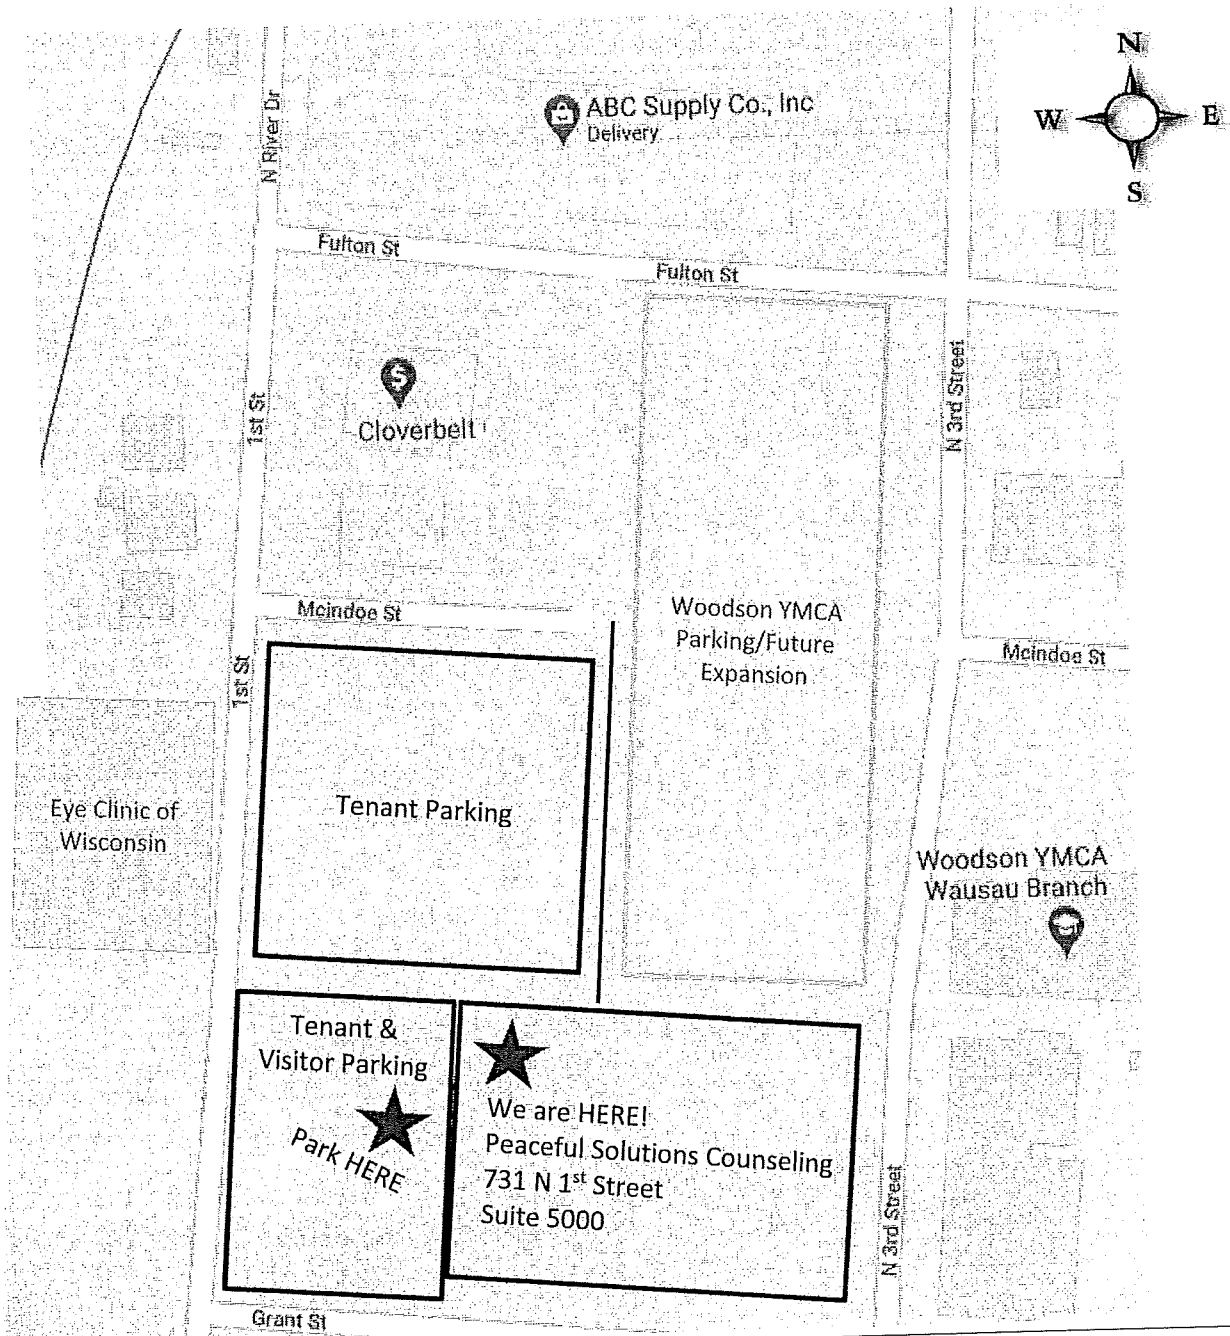 N
W
E
S
ABC Supply Co., Inc
Delivery
N River Dr
Fulton St
Fulton St
N 3rd Street
S
Cloverbelt
1st St
Mcindoe St
Woodson YMCA
Parking/Future
Expansion
Mcindoe St
1st St
Eye Clinic of
Wisconsin
Tenant Parking
Woodson YMCA
Wausau Branch
Tenant &
Visitor Parking
Park HERE
We are HERE!
Peaceful Solutions Counseling
731 N 1st Street
Suite 5000
N 3rd Street
Grant St